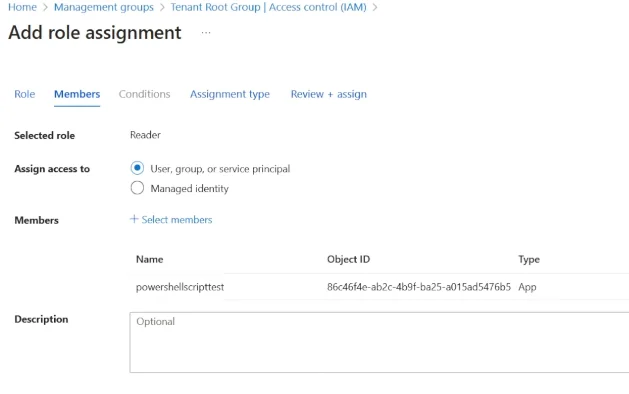 Home > Management groups > Tenant Root Group | Access control (IAM) >
Add role assignment ...
Role Members Conditions Assignment type Review + assign
Selected role Reader
Assign access to User, group, or service principal
Managed identity
Members + Select members
Name Object ID Type
powershellscripttest 86c46f4e-ab2c-4b9f-ba25-a015ad5476b5 App
Description Optional